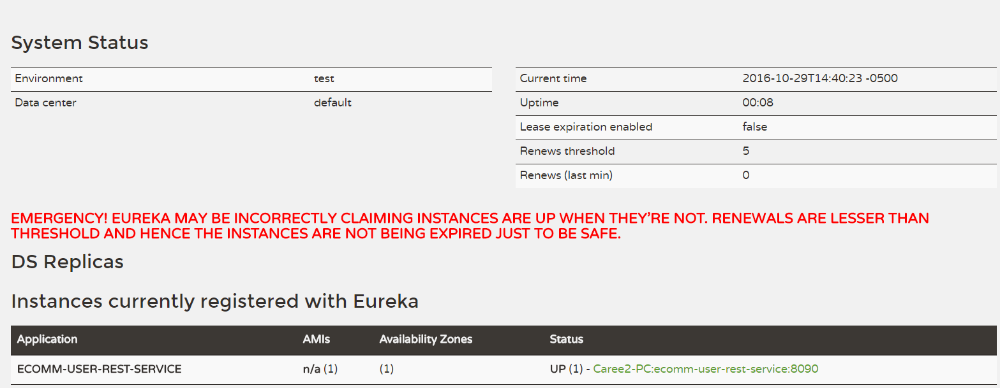 System Status
Environment test
Data center default
Current time 2016-10-29T14:40:23 -0500
Uptime 00:08
Lease expiration enabled false
Renews threshold 5
Renews (last min) 0
EMERGENCY! EUREKA MAY BE INCORRECTLY CLAIMING INSTANCES ARE UP WHEN THEY'RE NOT. RENEWALS ARE LESSER THAN
THRESHOLD AND HENCE THE INSTANCES ARE NOT BEING EXPIRED JUST TO BE SAFE.
DS Replicas
Instances currently registered with Eureka
Application AMIs Availability Zones Status
ECOMM-USER-REST-SERVICE n/a (1) (1) UP (1) - Caree2-PC:ecomm-user-rest-service:8090